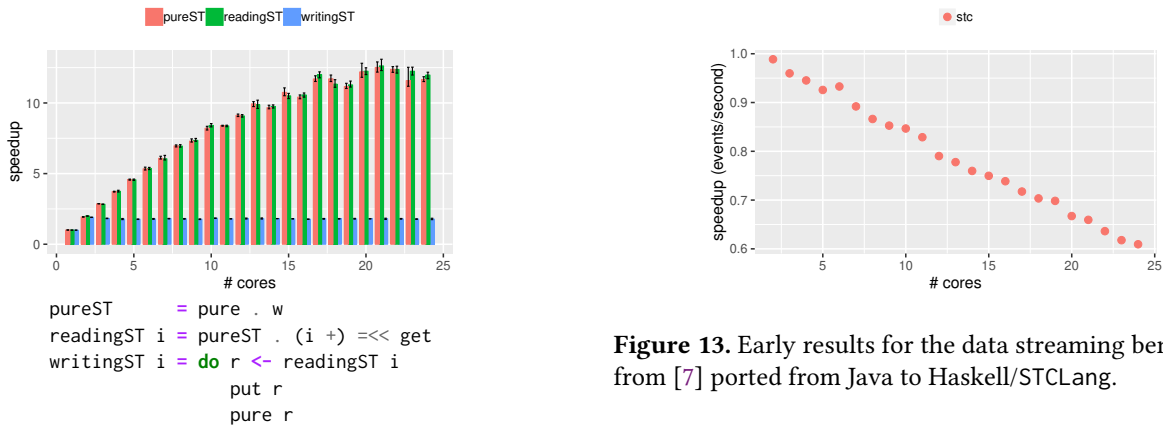 pureST readingST writingST
speedup
10
5
0
0 5 10 15 20 25
# cores
pureST = pure . w
readingST i = pureST . (i +) =<< get
writingST i = do r <- readingST i
put r
pure r
stc
speedup (events/second)
1.0
0.9
0.8
0.7
0.6
5 10 15 20 25
# cores
Figure 13. Early results for the data streaming ben
from [7] ported from Java to Haskell/STCLang.